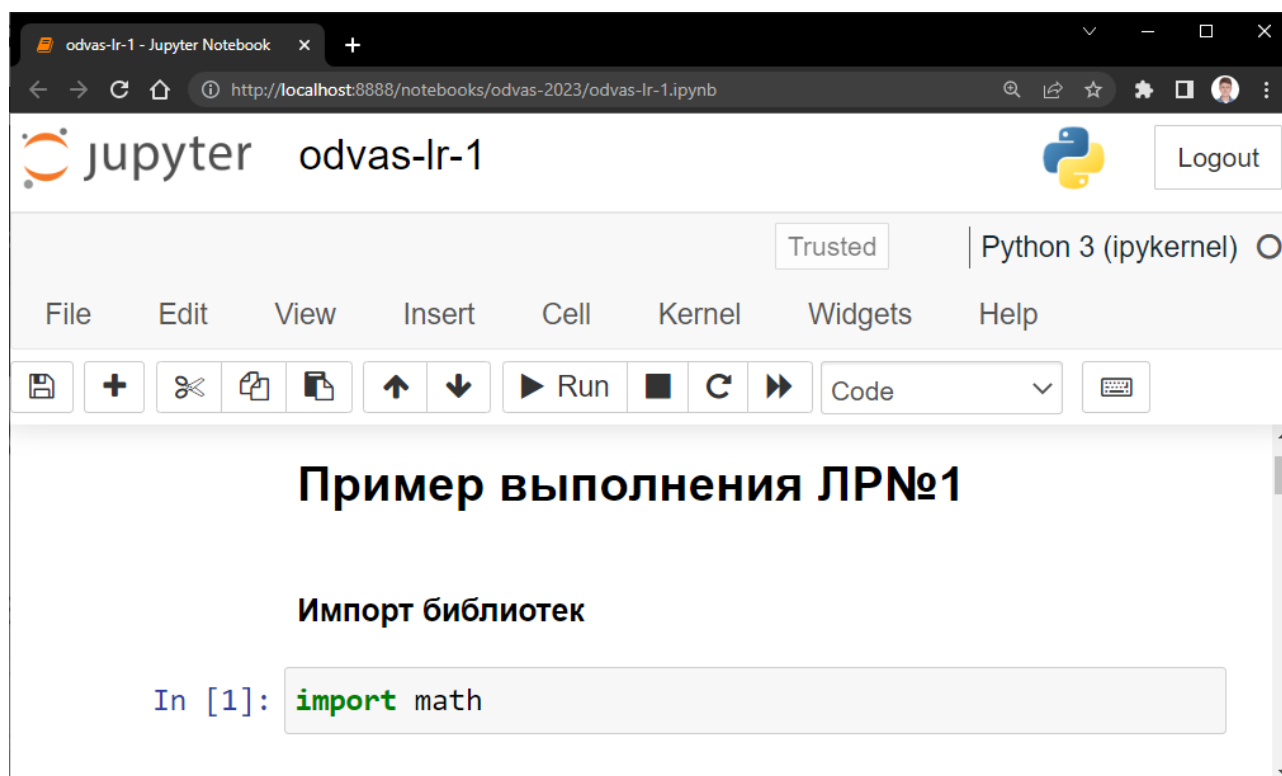 odvas-lr-1 - Jupyter Notebook
http://localhost:8888/notebooks/odvas-2023/odvas-lr-1.ipynb
jupyter odvas-lr-1
Logout
Trusted Python 3 (ipykernel)
File Edit View Insert Cell Kernel Widgets Help
Run Code
Пример выполнения ЛР№1
Импорт библиотек
In [1]: import math